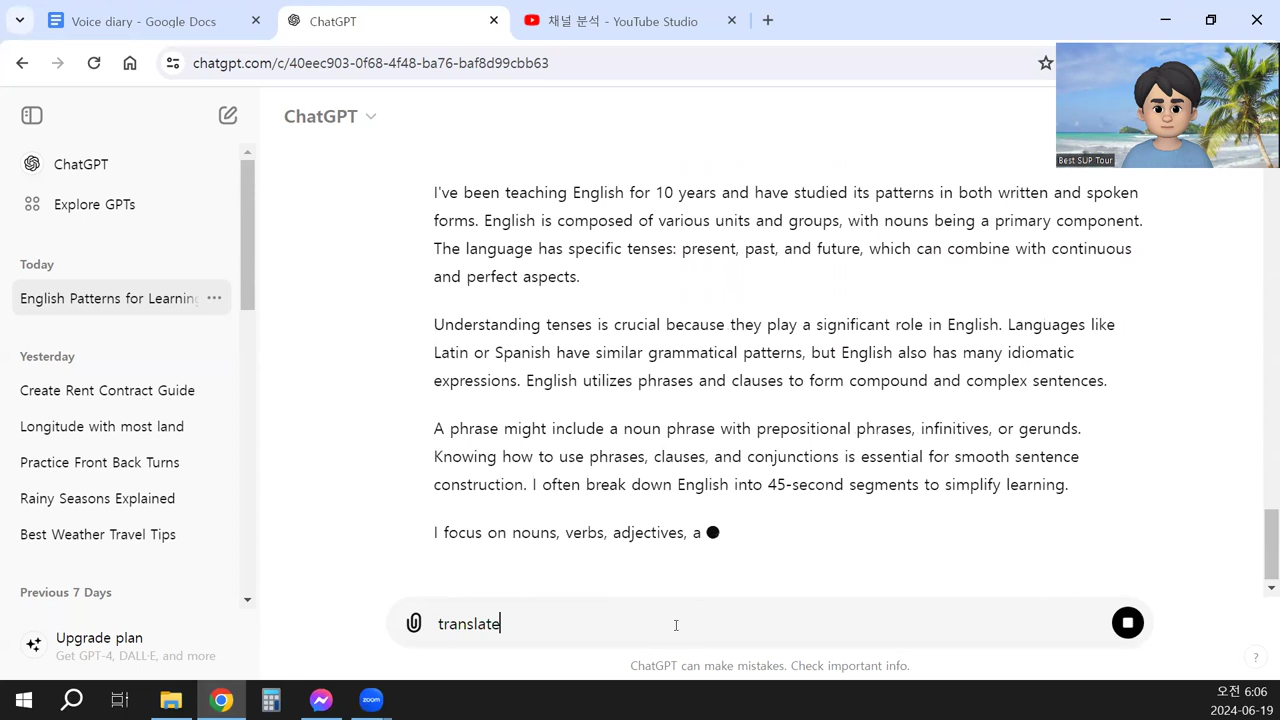 Voice diary - Google Docs
ChatGPT
채널 분석 - YouTube Studio
chatgpt.com/c/40eec903-0f68-4f48-ba76-baf8d99cbb63
Best SUP Tour
ChatGPT
ChatGPT
Explore GPTs
Today
English Patterns for Learning
Yesterday
Create Rent Contract Guide
Longitude with most land
Practice Front Back Turns
Rainy Seasons Explained
Best Weather Travel Tips
Previous 7 Days
Upgrade plan
Get GPT-4, DALL·E, and more
I've been teaching English for 10 years and have studied its patterns in both written and spoken
forms. English is composed of various units and groups, with nouns being a primary component.
The language has specific tenses: present, past, and future, which can combine with continuous
and perfect aspects.
Understanding tenses is crucial because they play a significant role in English. Languages like
Latin or Spanish have similar grammatical patterns, but English also has many idiomatic
expressions. English utilizes phrases and clauses to form compound and complex sentences.
A phrase might include a noun phrase with prepositional phrases, infinitives, or gerunds.
Knowing how to use phrases, clauses, and conjunctions is essential for smooth sentence
construction. I often break down English into 45-second segments to simplify learning.
I focus on nouns, verbs, adjectives, a
translate
ChatGPT can make mistakes. Check important info.
?
zoom
오전 6:06
2024-06-19